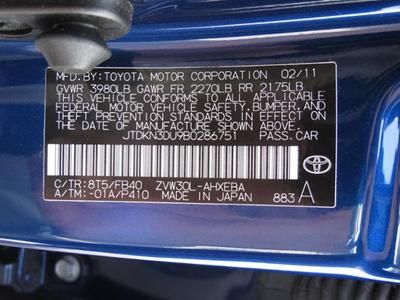 MFD.BY:TOYOTA MOTOR CORPORATION 02/11
GVWR 3980LB GAWR FR 2270LB RR 2175LB
THIS VEHICLE CONFORMS TO ALL APPLICABLE
FEDERAL MOTOR VEHICLE SAFETY, BUMPER, AND
THEFT PREVENTION STANDARDS IN EFFECT ON
THE DATE OF MANUFACTURE SHOWN ABOVE.
JTDKN3DU9B0286751 PASS.CAR
C/TR:8T5/FB40 ZVW30L-AHXEBA
A/TM:-01A/P410 MADE IN JAPAN 883 A
TOYOTA